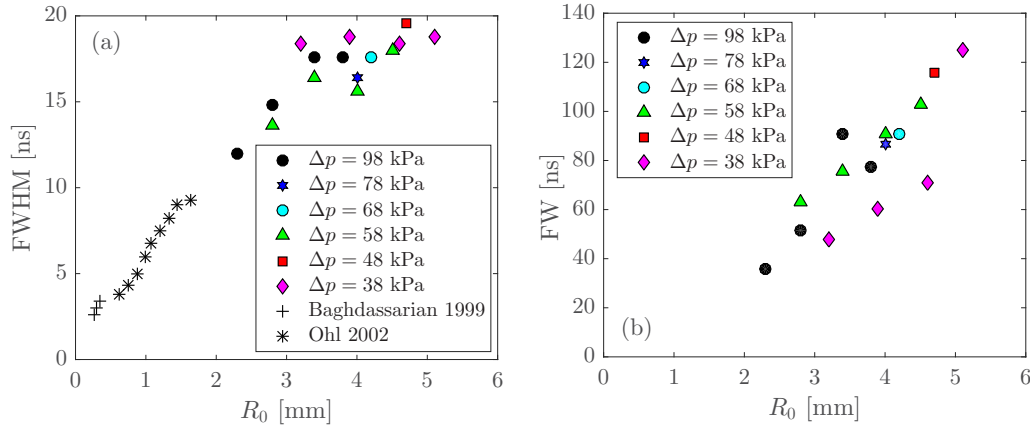 (a)
20
15
10
5
0
FWHM [ns]
0 1 2 3 4 5 6
R₀ [mm]
Δp = 98 kPa
Δp = 78 kPa
Δp = 68 kPa
Δp = 58 kPa
Δp = 48 kPa
Δp = 38 kPa
Baghdassarian 1999
Ohl 2002
(b)
140
120
100
80
60
40
20
0
FW [ns]
0 1 2 3 4 5 6
R₀ [mm]
Δp = 98 kPa
Δp = 78 kPa
Δp = 68 kPa
Δp = 58 kPa
Δp = 48 kPa
Δp = 38 kPa